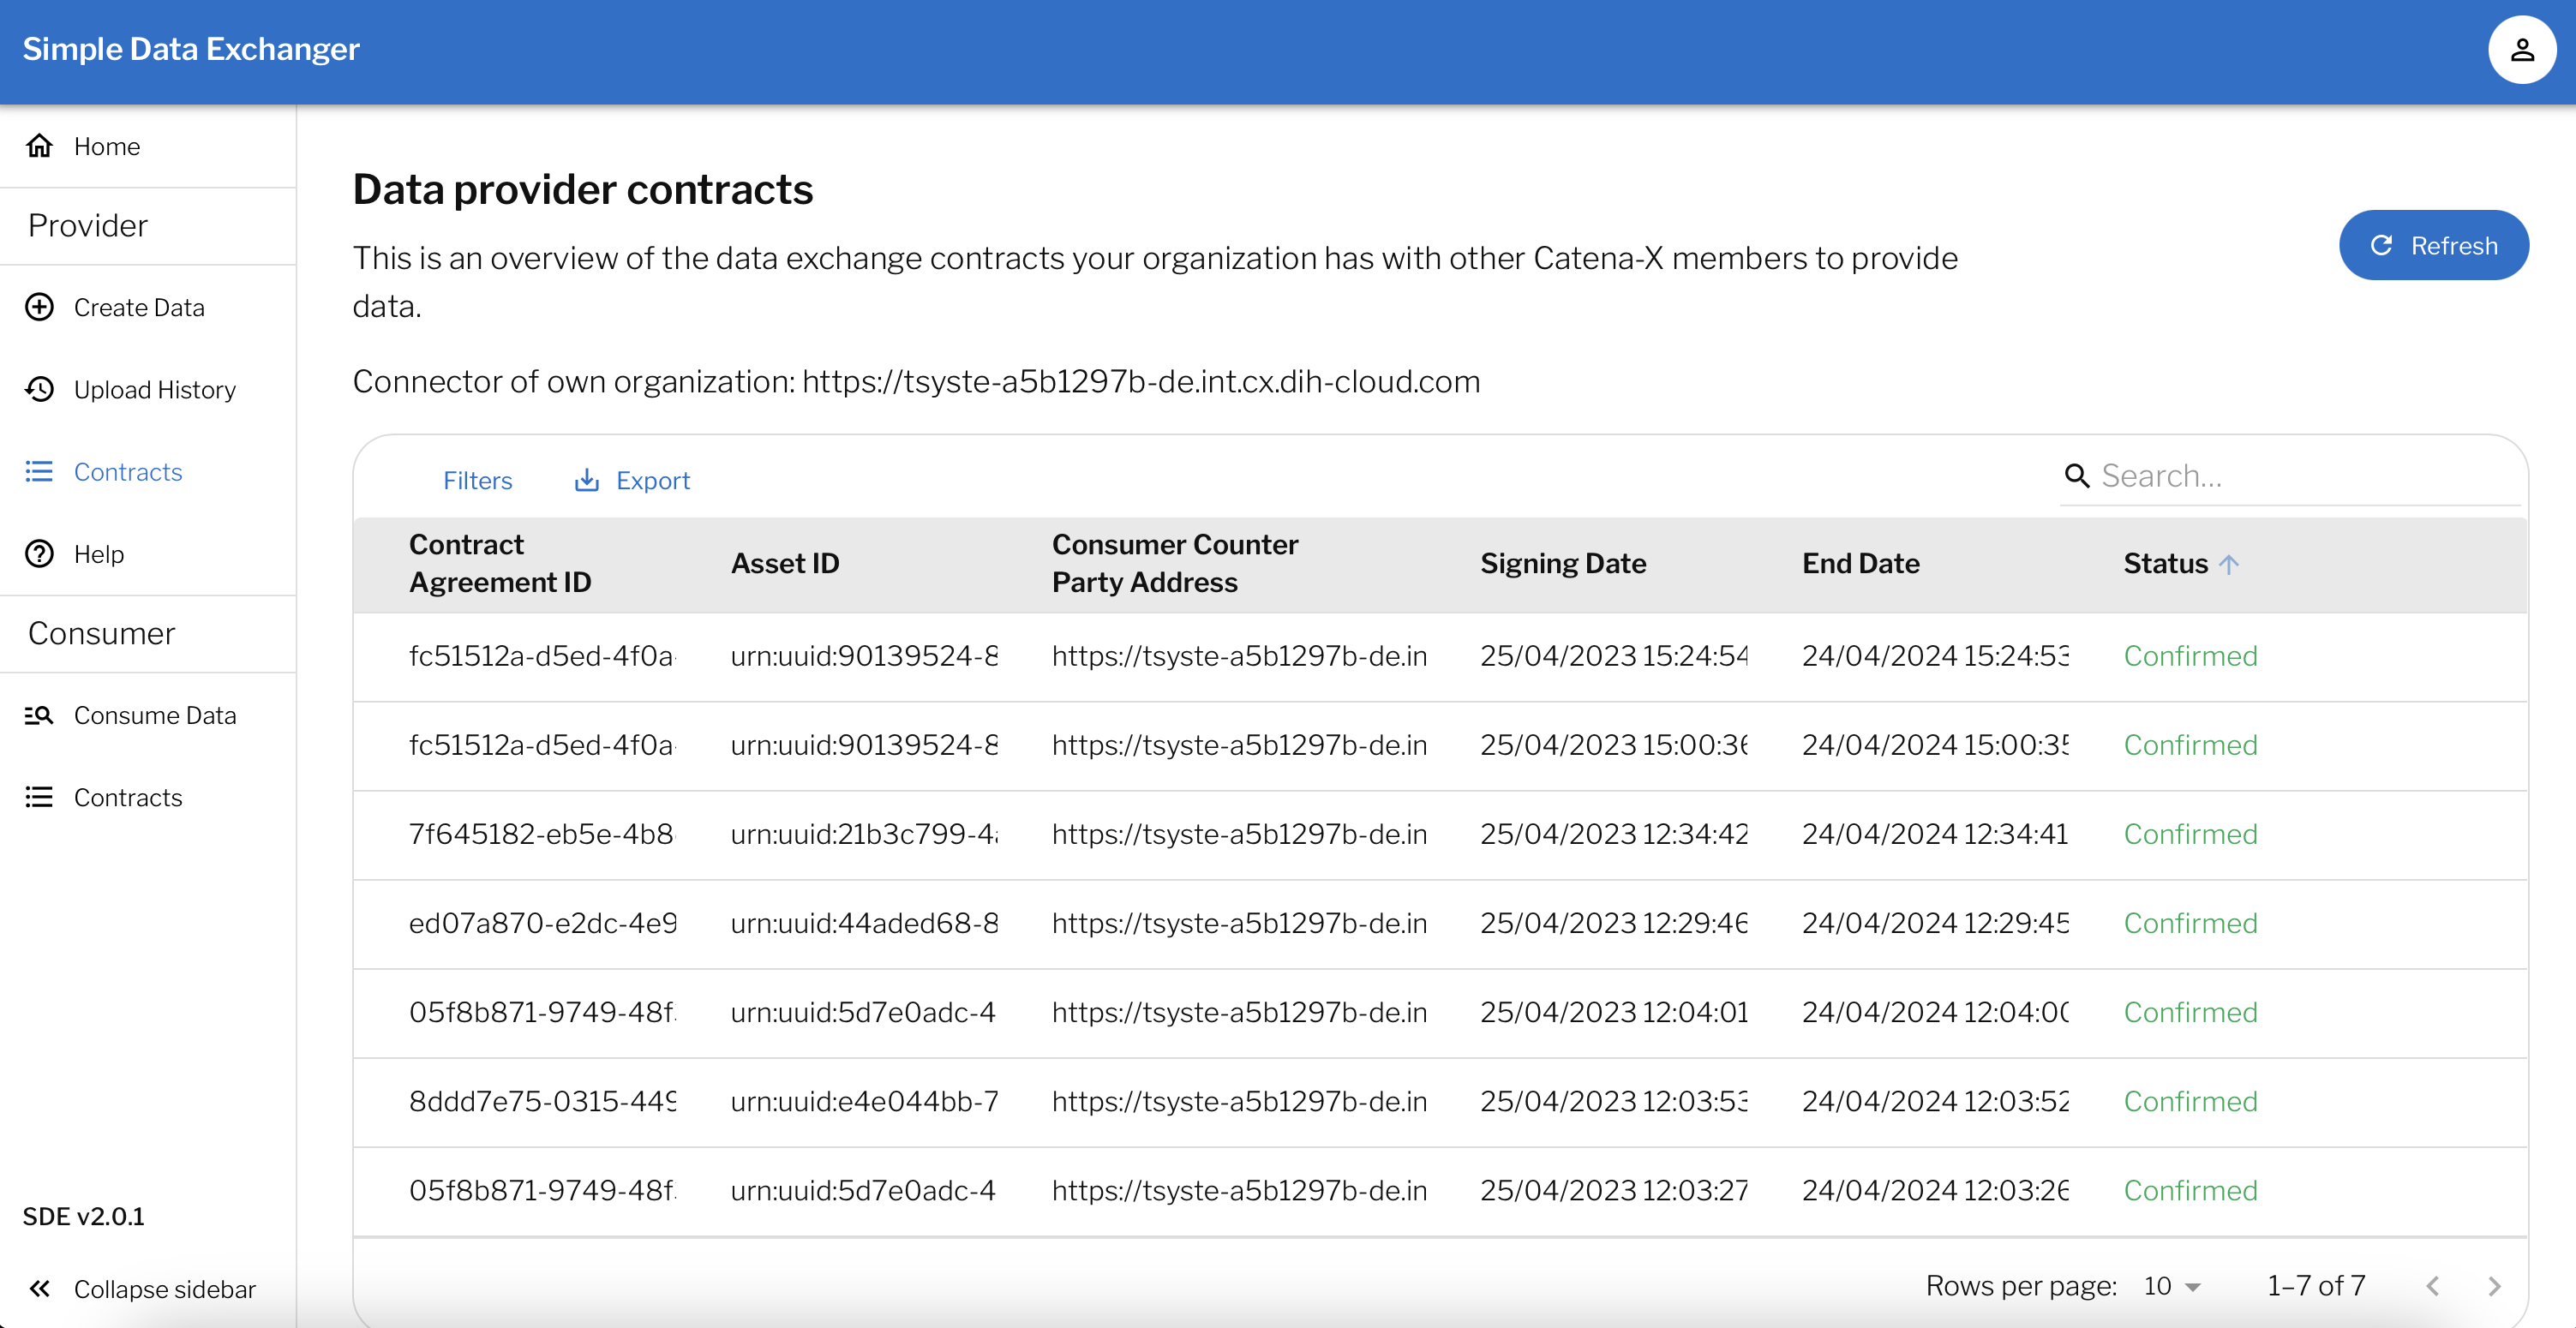 Simple Data Exchanger
Home
Provider
Create Data
Upload History
Contracts
Help
Consumer
Consume Data
Contracts
SDE v2.0.1
Collapse sidebar
Data provider contracts
This is an overview of the data exchange contracts your organization has with other Catena-X members to provide
data.
Refresh
Connector of own organization: https://tsyste-a5b1297b-de.int.cx.dih-cloud.com
Filters Export Search...
Contract Agreement ID Asset ID Consumer Counter Party Address Signing Date End Date Status
fc51512a-d5ed-4f0a- urn:uuid:90139524-8 https://tsyste-a5b1297b-de.in 25/04/2023 15:24:54 24/04/2024 15:24:53 Confirmed
fc51512a-d5ed-4f0a- urn:uuid:90139524-8 https://tsyste-a5b1297b-de.in 25/04/2023 15:00:36 24/04/2024 15:00:35 Confirmed
7f645182-eb5e-4b8 urn:uuid:21b3c799-4 https://tsyste-a5b1297b-de.in 25/04/2023 12:34:42 24/04/2024 12:34:41 Confirmed
ed07a870-e2dc-4e9 urn:uuid:44aded68-8 https://tsyste-a5b1297b-de.in 25/04/2023 12:29:46 24/04/2024 12:29:45 Confirmed
05f8b871-9749-48f urn:uuid:5d7e0adc-4 https://tsyste-a5b1297b-de.in 25/04/2023 12:04:01 24/04/2024 12:04:00 Confirmed
8ddd7e75-0315-449 urn:uuid:e4e044bb-7 https://tsyste-a5b1297b-de.in 25/04/2023 12:03:53 24/04/2024 12:03:52 Confirmed
05f8b871-9749-48f urn:uuid:5d7e0adc-4 https://tsyste-a5b1297b-de.in 25/04/2023 12:03:27 24/04/2024 12:03:26 Confirmed
Rows per page: 10 1–7 of 7